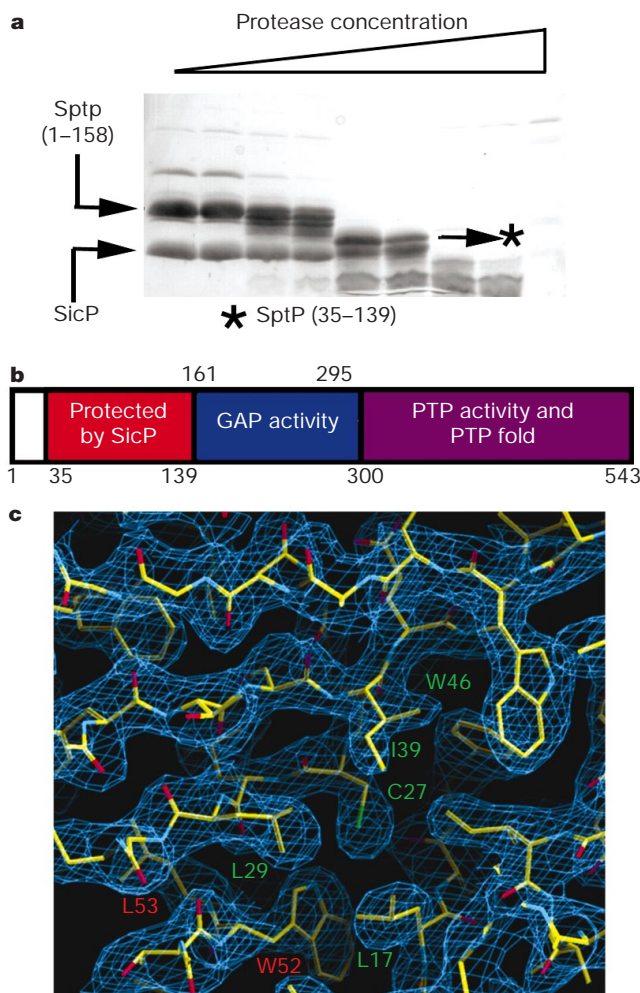 a
Protease concentration
Sptp
(1–158)
SicP
* SptP (35–139)
*
b
161 295
Protected
by SicP
GAP activity
PTP activity and
PTP fold
1 35 139 300 543
c
W46
I39
C27
L29
L53
W52
L17